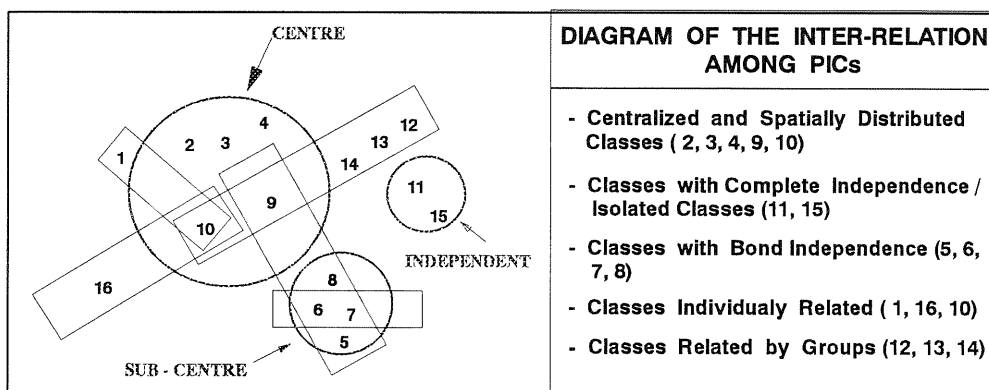 CENTRE
4
12
13
2
3
1
14
11
9
15
10
INDEPENDENT
8
16
6
7
5
SUB - CENTRE
DIAGRAM OF THE INTER-RELATION
AMONG PICs
- Centralized and Spatially Distributed
Classes ( 2, 3, 4, 9, 10)
- Classes with Complete Independence /
Isolated Classes (11, 15)
- Classes with Bond Independence (5, 6,
7, 8)
- Classes Individualy Related ( 1, 16, 10)
- Classes Related by Groups (12, 13, 14)